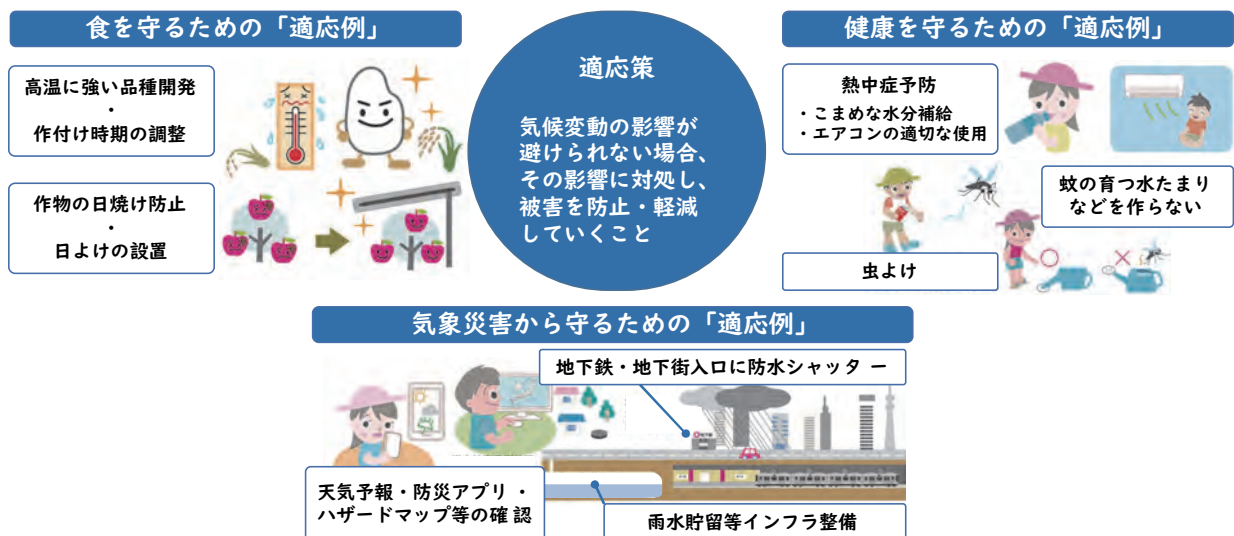 食を守るための「適応例」
高温に強い品種開発
・
作付け時期の調整
作物の日焼け防止
・
日よけの設置
適応策
気候変動の影響が
避けられない場合、
その影響に対処し、
被害を防止・軽減
していくこと
健康を守るための「適応例」
熱中症予防
・こまめな水分補給
・エアコンの適切な使用
蚊の育つ水たまり
などを作らない
虫よけ
気象災害から守るための「適応例」
地下鉄・地下街入口に防水シャッター
天気予報・防災アプリ・
ハザードマップ等の確認
雨水貯留等インフラ整備